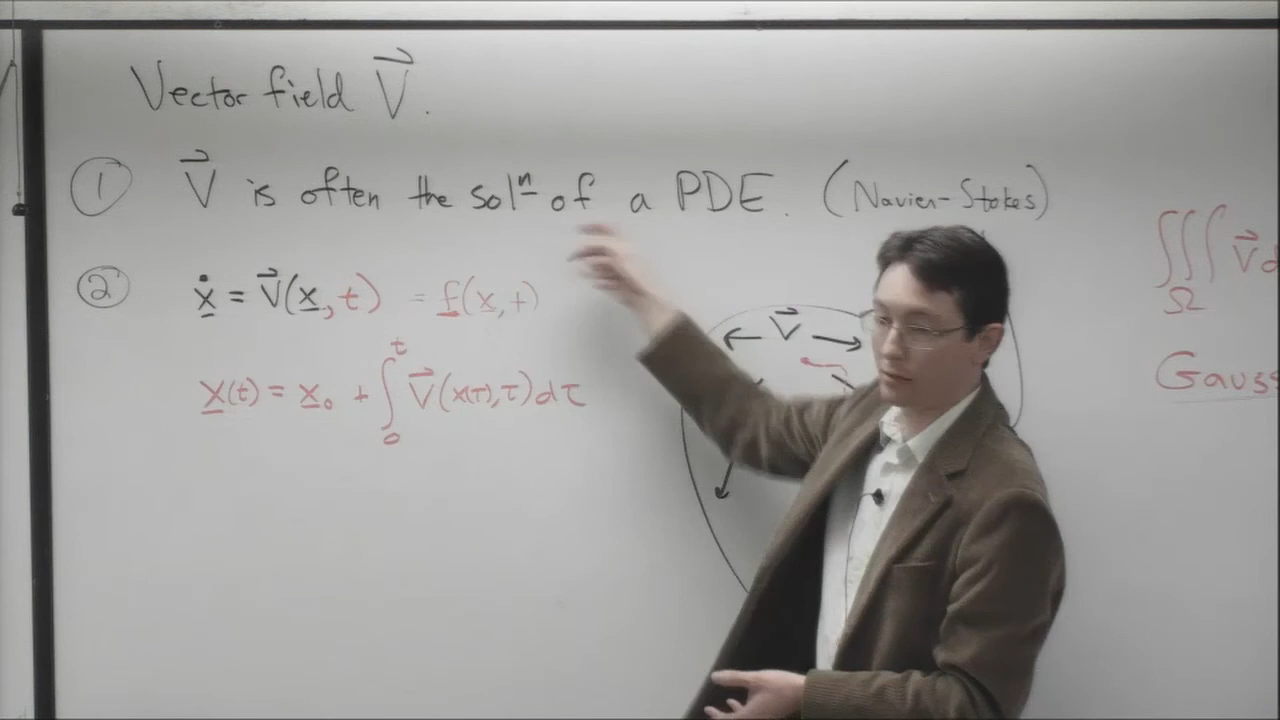 Vector field V⃗.
① V⃗ is often the solⁿ of a PDE. (Navier-Stokes)
② ẋ = V⃗(x, t) = f(x, t)
x(t) = x₀ + ∫₀ᵗ V⃗(x(τ), τ) dτ
V⃗
∭ V⃗ d
Ω
Gauss